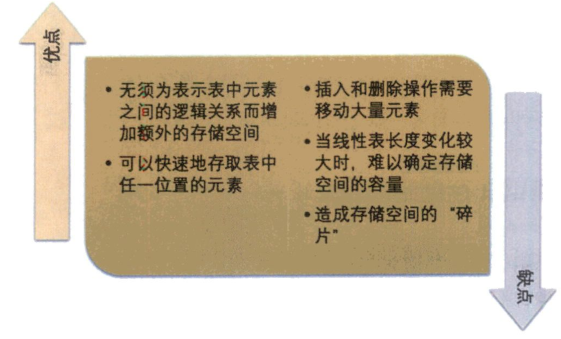 优点
• 无须为表示表中元素
之间的逻辑关系而增
加额外的存储空间
• 可以快速地存取表中
任一位置的元素
• 插入和删除操作需要
移动大量元素
• 当线性表长度变化较
大时，难以确定存储
空间的容量
• 造成存储空间的“碎
片”
缺点